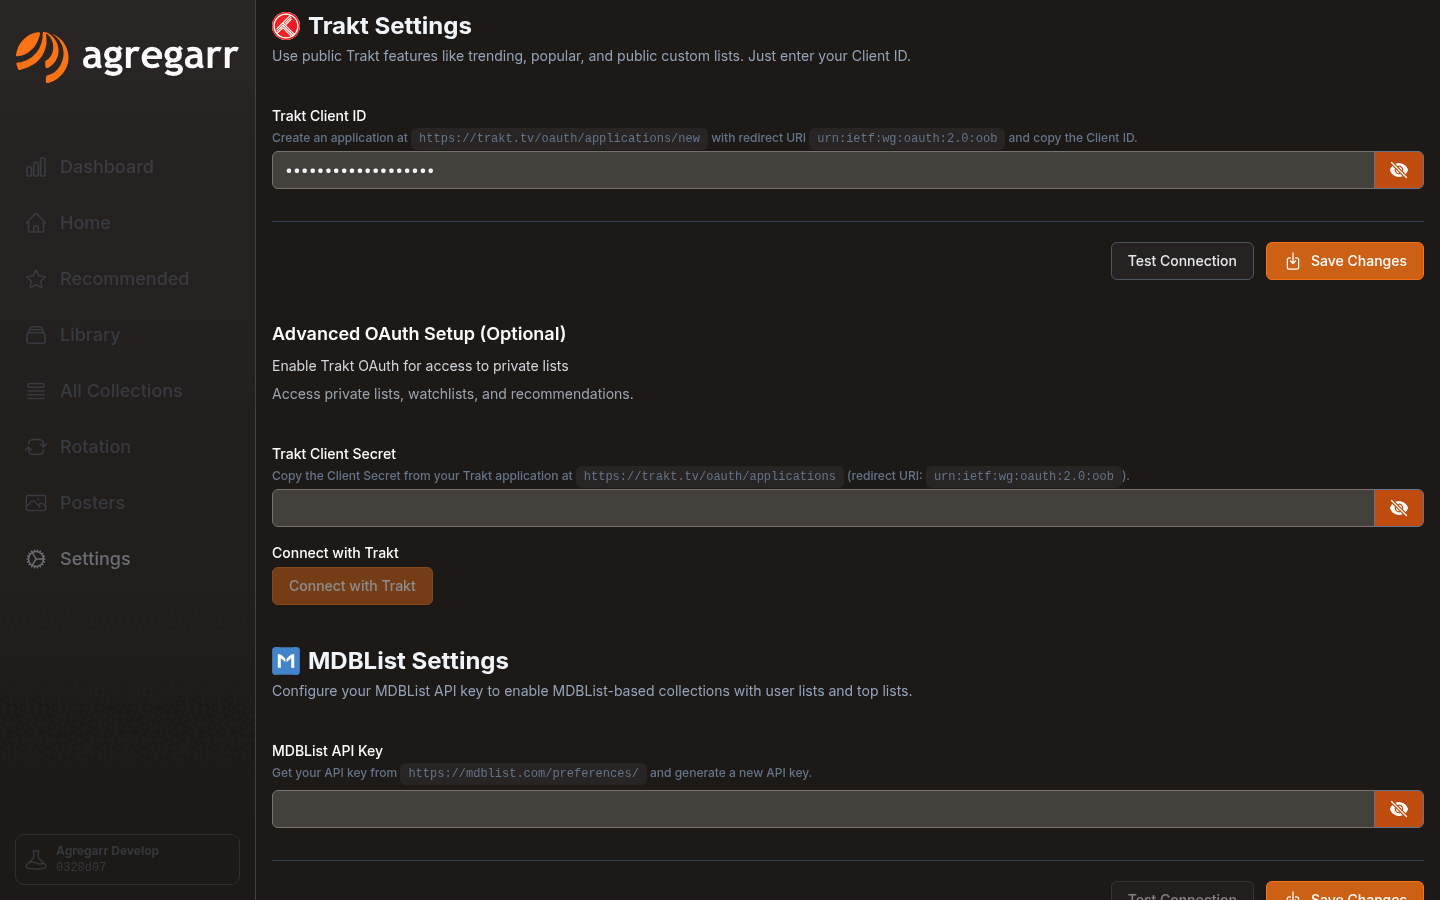 agregarr
Dashboard
Home
Recommended
Library
All Collections
Rotation
Posters
Settings
Agregarr Develop
0320d07
Trakt Settings
Use public Trakt features like trending, popular, and public custom lists. Just enter your Client ID.
Trakt Client ID
Create an application at https://trakt.tv/oauth/applications/new with redirect URI urn:ietf:wg:oauth:2.0:oob and copy the Client ID.
•••••••••••••••••••
Test Connection
Save Changes
Advanced OAuth Setup (Optional)
Enable Trakt OAuth for access to private lists
Access private lists, watchlists, and recommendations.
Trakt Client Secret
Copy the Client Secret from your Trakt application at https://trakt.tv/oauth/applications (redirect URI: urn:ietf:wg:oauth:2.0:oob ).
Connect with Trakt
Connect with Trakt
MDBList Settings
Configure your MDBList API key to enable MDBList-based collections with user lists and top lists.
MDBList API Key
Get your API key from https://mdblist.com/preferences/ and generate a new API key.
Test Connection
Save Changes